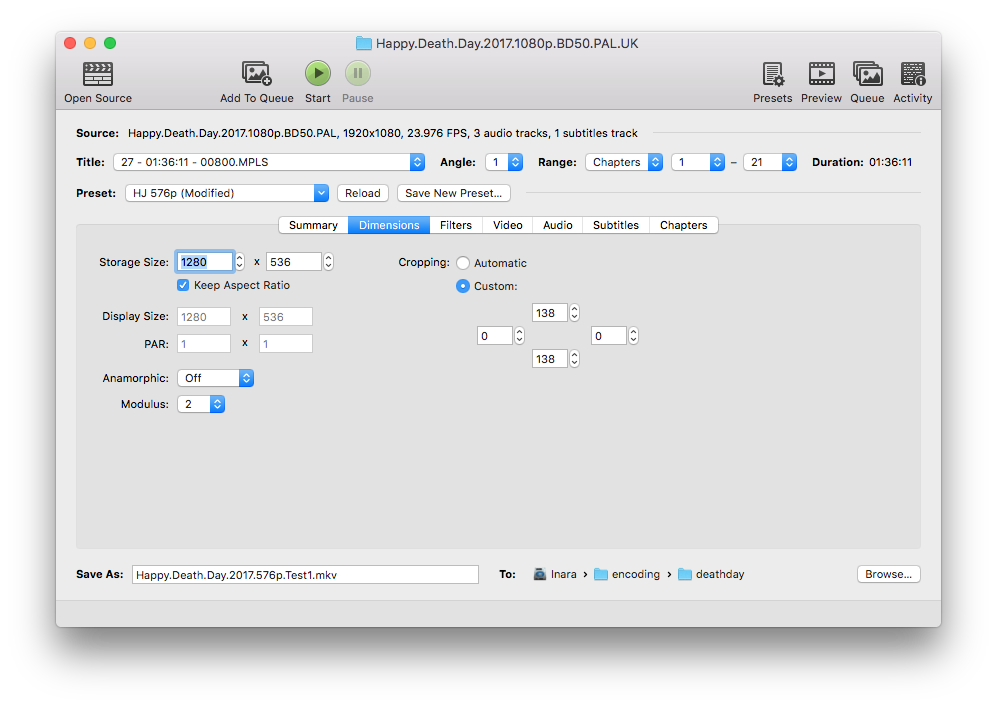 Happy.Death.Day.2017.1080p.BD50.PAL.UK
Open Source Add To Queue Start Pause Presets Preview Queue Activity
Source: Happy.Death.Day.2017.1080p.BD50.PAL, 1920x1080, 23.976 FPS, 3 audio tracks, 1 subtitles track
Title: 27 - 01:36:11 - 00800.MPLS Angle: 1 Range: Chapters 1 – 21 Duration: 01:36:11
Preset: HJ 576p (Modified) Reload Save New Preset...
Summary Dimensions Filters Video Audio Subtitles Chapters
Storage Size: 1280 x 536 Cropping: Automatic
Keep Aspect Ratio Custom:
Display Size: 1280 x 536 138
0 0
PAR: 1 x 1
138
Anamorphic: Off
Modulus: 2
Save As: Happy.Death.Day.2017.576p.Test1.mkv To: Inara › encoding › deathday Browse...